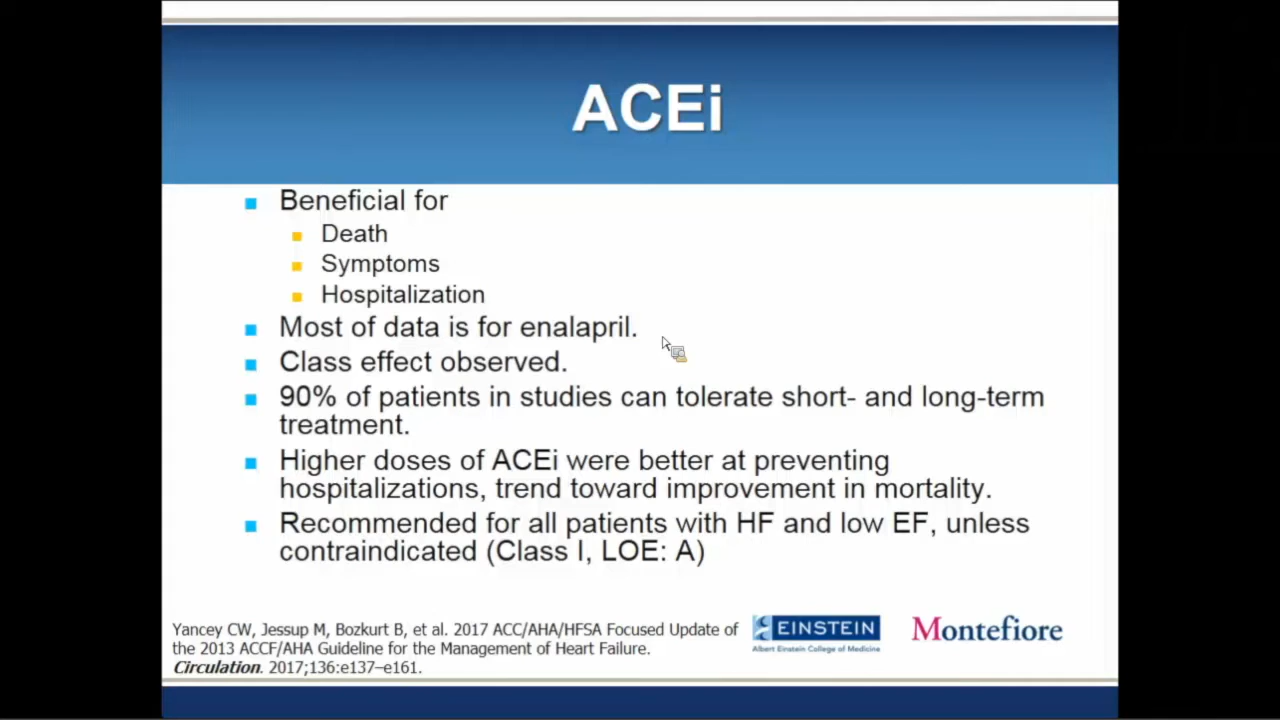 ACEi
Beneficial for
Death
Symptoms
Hospitalization
Most of data is for enalapril.
Class effect observed.
90% of patients in studies can tolerate short- and long-term
treatment.
Higher doses of ACEi were better at preventing
hospitalizations, trend toward improvement in mortality.
Recommended for all patients with HF and low EF, unless
contraindicated (Class I, LOE: A)
Yancey CW, Jessup M, Bozkurt B, et al. 2017 ACC/AHA/HFSA Focused Update of
the 2013 ACCF/AHA Guideline for the Management of Heart Failure.
Circulation. 2017;136:e137–e161.
EINSTEIN
Albert Einstein College of Medicine
Montefiore